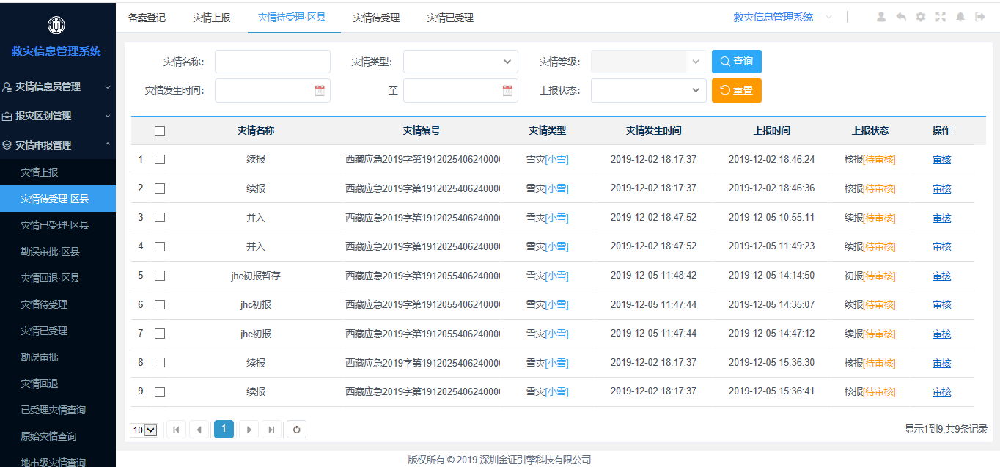 救灾信息管理系统
灾情信息员管理
报灾区划管理
灾情申报管理
灾情上报
灾情待受理·区县
灾情已受理·区县
勘误审批·区县
灾情回退·区县
灾情待受理
灾情已受理
勘误审批
灾情回退
已受理灾情查询
原始灾情查询
地市级灾情查询
备案登记 灾情上报 灾情待受理·区县 灾情待受理 灾情已受理 救灾信息管理系统
灾情名称: 灾情类型: 灾情等级: 查询
灾情发生时间: 至 上报状态: 重置
灾情名称 灾情编号 灾情类型 灾情发生时间 上报时间 上报状态 操作
1 续报 西藏应急2019字第1912025406240000 雪灾[小雪] 2019-12-02 18:17:37 2019-12-02 18:46:24 核报[待审核] 审核
2 续报 西藏应急2019字第1912025406240000 雪灾[小雪] 2019-12-02 18:17:37 2019-12-02 18:46:36 核报[待审核] 审核
3 并入 西藏应急2019字第1912025406240000 雪灾[小雪] 2019-12-02 18:47:52 2019-12-05 10:55:11 续报[待审核] 审核
4 并入 西藏应急2019字第1912025406240000 雪灾[小雪] 2019-12-02 18:47:52 2019-12-05 11:49:23 续报[待审核] 审核
5 jhc初报暂存 西藏应急2019字第1912055406240000 雪灾[小雪] 2019-12-05 11:48:42 2019-12-05 14:14:50 初报[待审核] 审核
6 jhc初报 西藏应急2019字第1912055406240000 雪灾[小雪] 2019-12-05 11:47:44 2019-12-05 14:35:07 续报[待审核] 审核
7 jhc初报 西藏应急2019字第1912055406240000 雪灾[小雪] 2019-12-05 11:47:44 2019-12-05 14:47:12 续报[待审核] 审核
8 续报 西藏应急2019字第1912025406240000 雪灾[小雪] 2019-12-02 18:17:37 2019-12-05 15:36:30 核报[待审核] 审核
9 续报 西藏应急2019字第1912025406240000 雪灾[小雪] 2019-12-02 18:17:37 2019-12-05 15:36:41 核报[待审核] 审核
10 1 显示1到9,共9条记录
版权所有 © 2019 深圳金证引擎科技有限公司